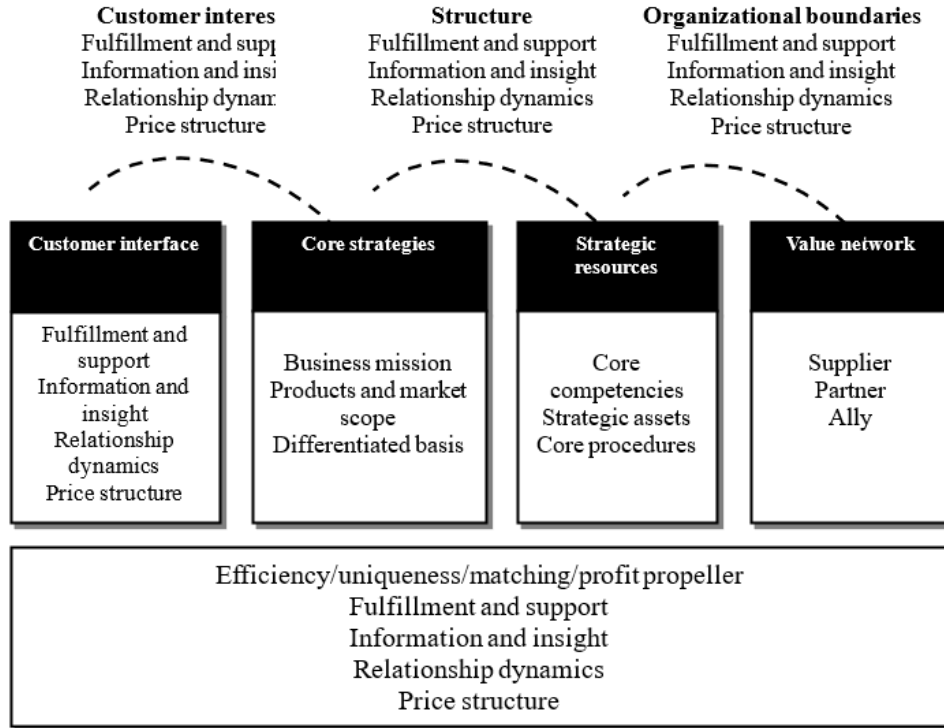 Customer interes
Fulfillment and supp
Information and insi
Relationship dynam
Price structure
Structure
Fulfillment and support
Information and insight
Relationship dynamics
Price structure
Organizational boundaries
Fulfillment and support
Information and insight
Relationship dynamics
Price structure
Customer interface
Fulfillment and
support
Information and
insight
Relationship
dynamics
Price structure
Core strategies
Business mission
Products and market
scope
Differentiated basis
Strategic
resources
Core
competencies
Strategic assets
Core procedures
Value network
Supplier
Partner
Ally
Efficiency/uniqueness/matching/profit propeller
Fulfillment and support
Information and insight
Relationship dynamics
Price structure